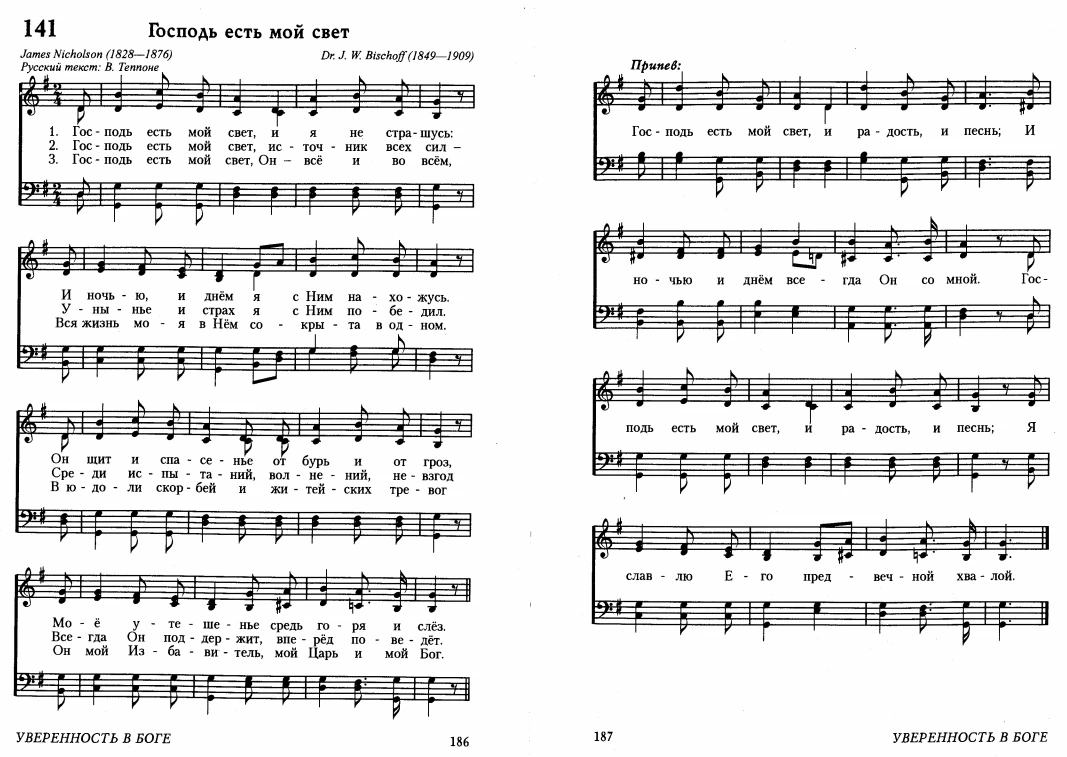 141
Господь есть мой свет
James Nicholson (1828—1876)
Dr. J. W. Bischoff (1849—1909)
Русский текст: В. Теппоне
1. Гос - подь есть мой свет, и я не стра - шусь:
2. Гос - подь есть мой свет, ис - точ - ник всех сил –
3. Гос - подь есть мой свет, Он – всё и во всём,
И ночь - ю, и днём я с Ним на - хо - жусь.
У - ны - нье и страх я с Ним по - бе - дил.
Вся жизнь мо - я в Нём со - кры - та в од - ном.
Он щит и спа - се - нье от бурь и от гроз,
Сре - ди ис - пы - та - ний, вол - не - ний, не - взгод
В ю - до - ли скор - бей и жи - тей - ских тре - вог
Мо - ё у - те - ше - нье средь го - ря и слёз.
Все - гда Он под - дер - жит, впе - рёд по - ве - дёт.
Он мой Из - ба - ви - тель, мой Царь и мой Бог.
УВЕРЕННОСТЬ В БОГЕ
186
Припев:
Гос - подь есть мой свет, и ра - дость, и песнь; И
но - чью и днём все - гда Он со мной. Гос-
подь есть мой свет, и ра - дость, и песнь; Я
слав - лю Е - го пред - веч - ной хва - лой.
187
УВЕРЕННОСТЬ В БОГЕ